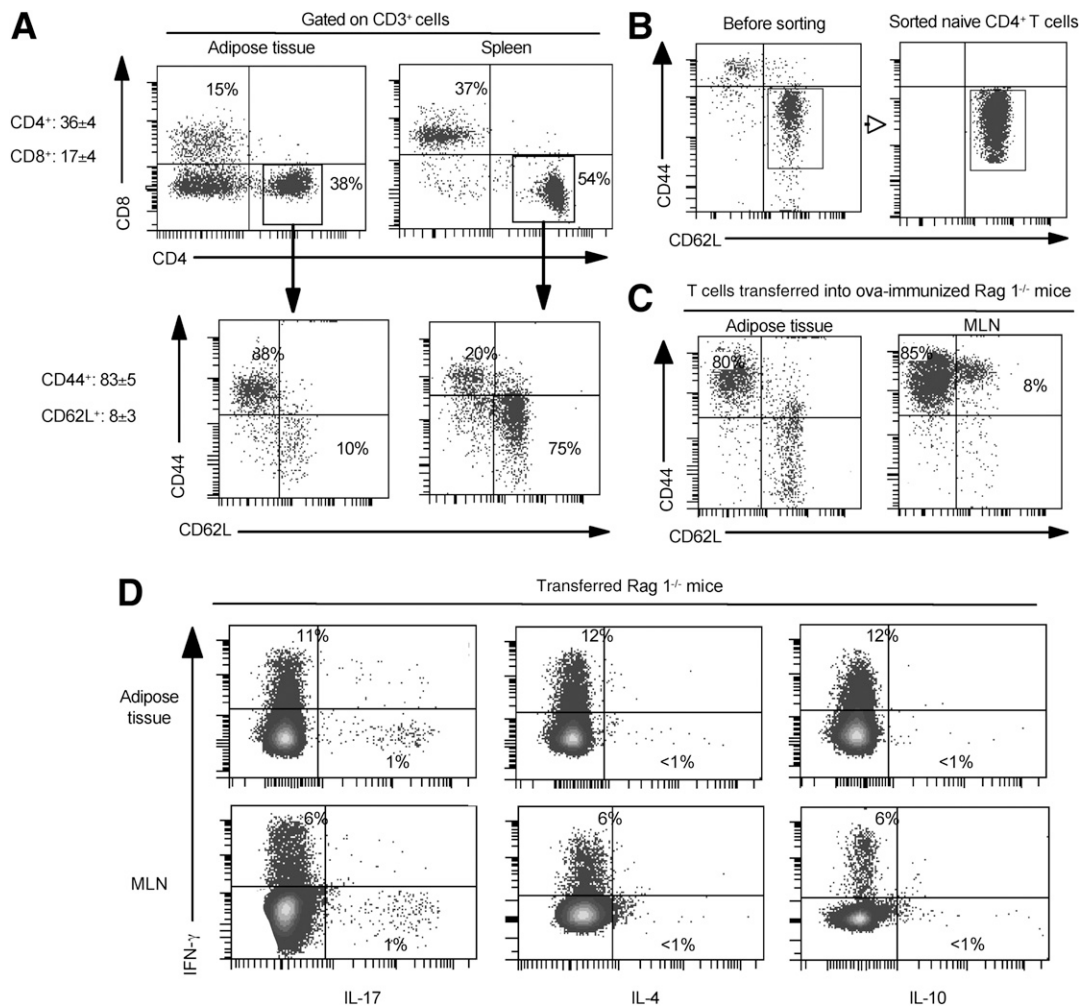 A
Gated on CD3⁺ cells
Adipose tissue
Spleen
CD4⁺: 36±4
CD8⁺: 17±4
CD8
15%
38%
37%
54%
CD4
CD44⁺: 83±5
CD62L⁺: 8±3
CD44
88%
10%
20%
75%
CD62L
B
Before sorting
Sorted naive CD4⁺ T cells
CD44
CD62L
C
T cells transferred into ova-immunized Rag 1⁻/⁻ mice
Adipose tissue
MLN
CD44
80%
85%
8%
CD62L
D
Transferred Rag 1⁻/⁻ mice
Adipose
tissue
11%
1%
12%
<1%
12%
<1%
MLN
6%
1%
6%
<1%
6%
<1%
IFN-γ
IL-17
IL-4
IL-10